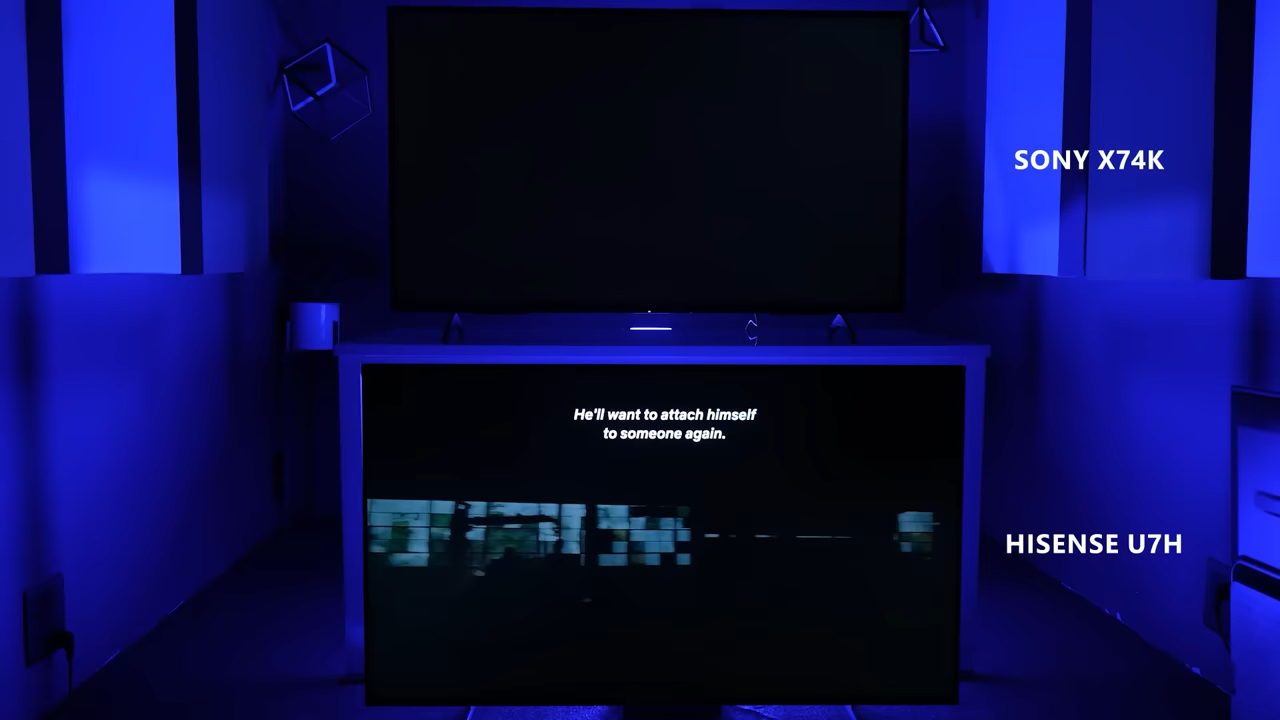 SONY X74K
He'll want to attach himself
to someone again.
HISENSE U7H